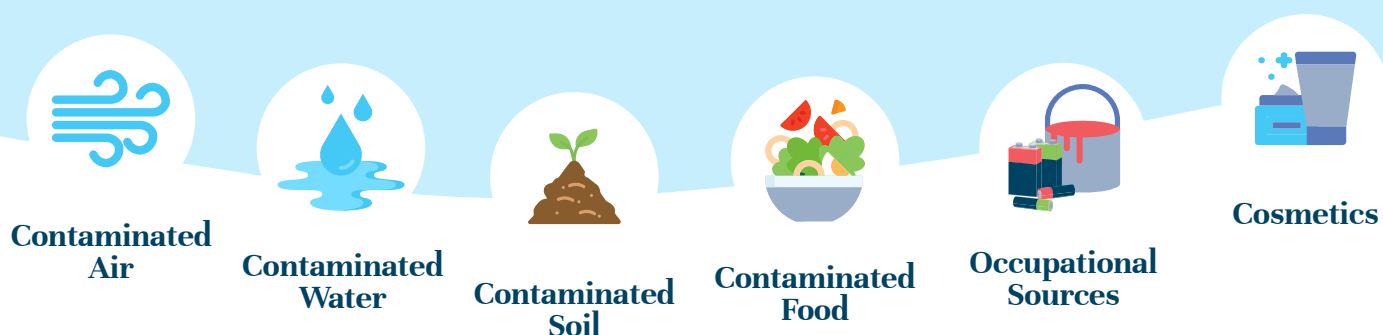 Contaminated
Air
Contaminated
Water
Contaminated
Soil
Contaminated
Food
Occupational
Sources
Cosmetics